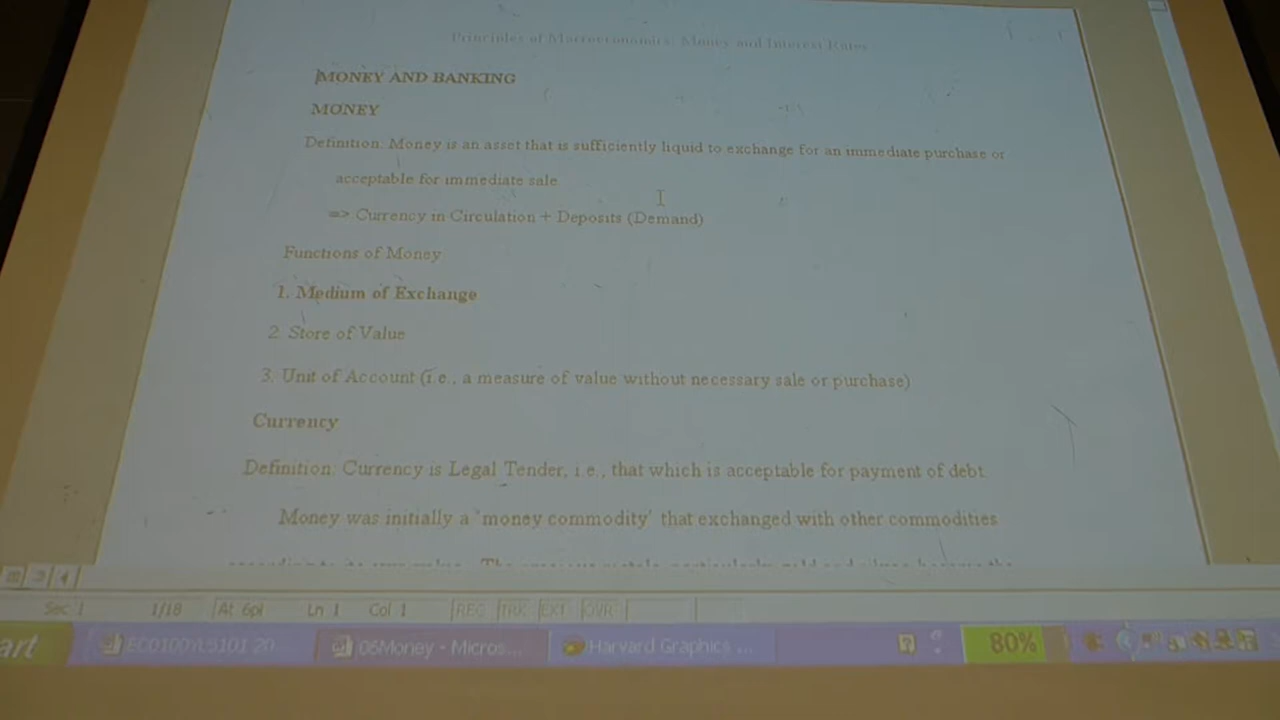 Principles of Macroeconomics: Money and Interest Rates
MONEY AND BANKING
MONEY
Definition: Money is an asset that is sufficiently liquid to exchange for an immediate purchase or
acceptable for immediate sale.
=> Currency in Circulation + Deposits (Demand)
Functions of Money
1. Medium of Exchange
2. Store of Value
3. Unit of Account (i.e., a measure of value without necessary sale or purchase)
Currency
Definition: Currency is Legal Tender, i.e., that which is acceptable for payment of debt.
Money was initially a 'money commodity' that exchanged with other commodities
Sec 1 1/18 At 6pi Ln 1 Col 1 REC TRK EXT OVR
art 06Money - Micros... Harvard Graphics ... 80%